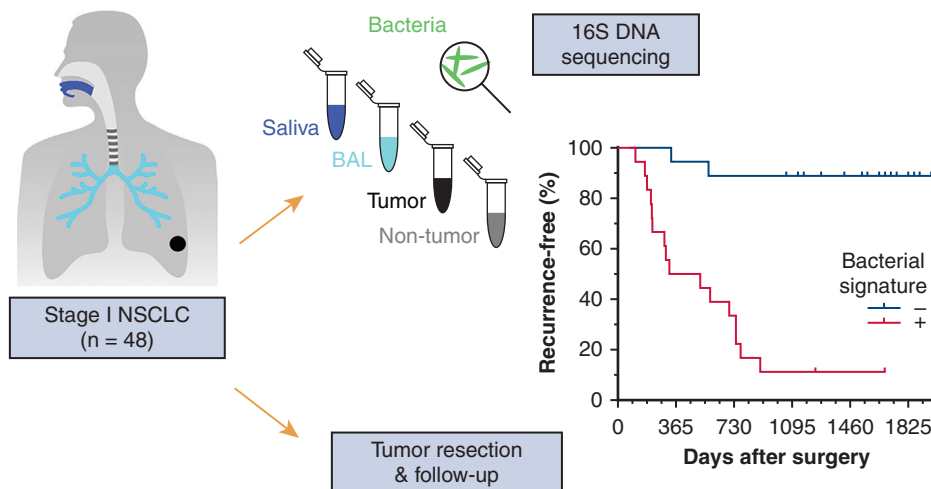 Bacteria
16S DNA
sequencing
Saliva
BAL
Tumor
Non-tumor
Stage I NSCLC
(n = 48)
Tumor resection
& follow-up
Recurrence-free (%)
100
80
60
40
20
0
0 365 730 1095 1460 1825
Days after surgery
Bacterial
signature
–
+